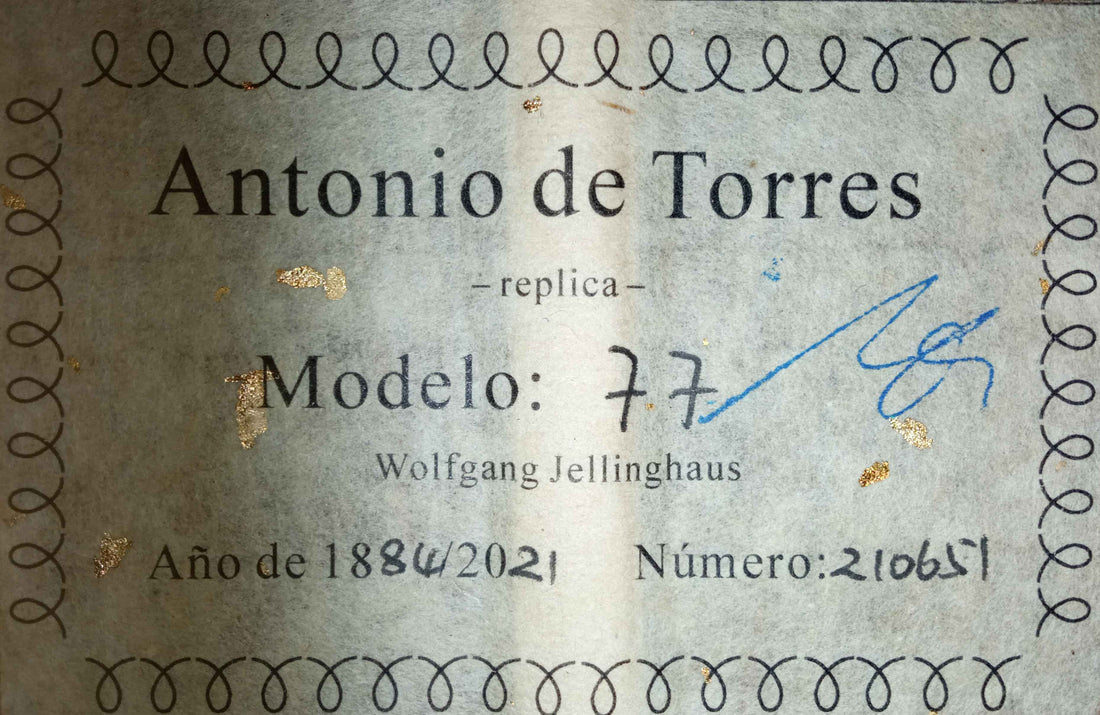 Antonio de Torres
– replica –
Modelo: 77
Wolfgang Jellinghaus
Año de 1884/2021 Número: 210651